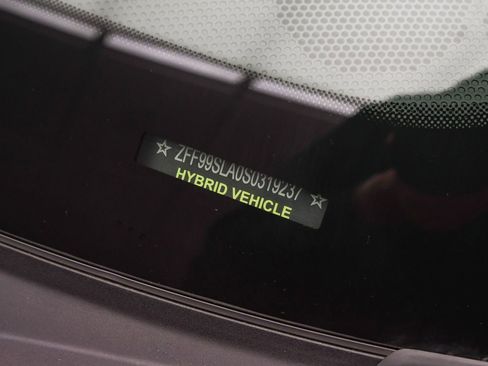 ☆ ZFF99SLA0S0319237 ☆
HYBRID VEHICLE